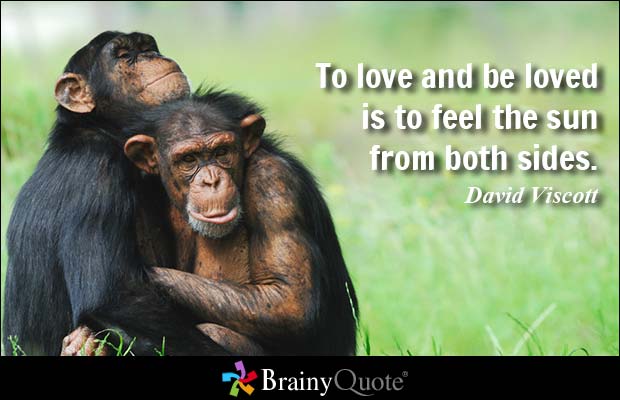 To love and be loved
is to feel the sun
from both sides.
David Viscott
BrainyQuote®